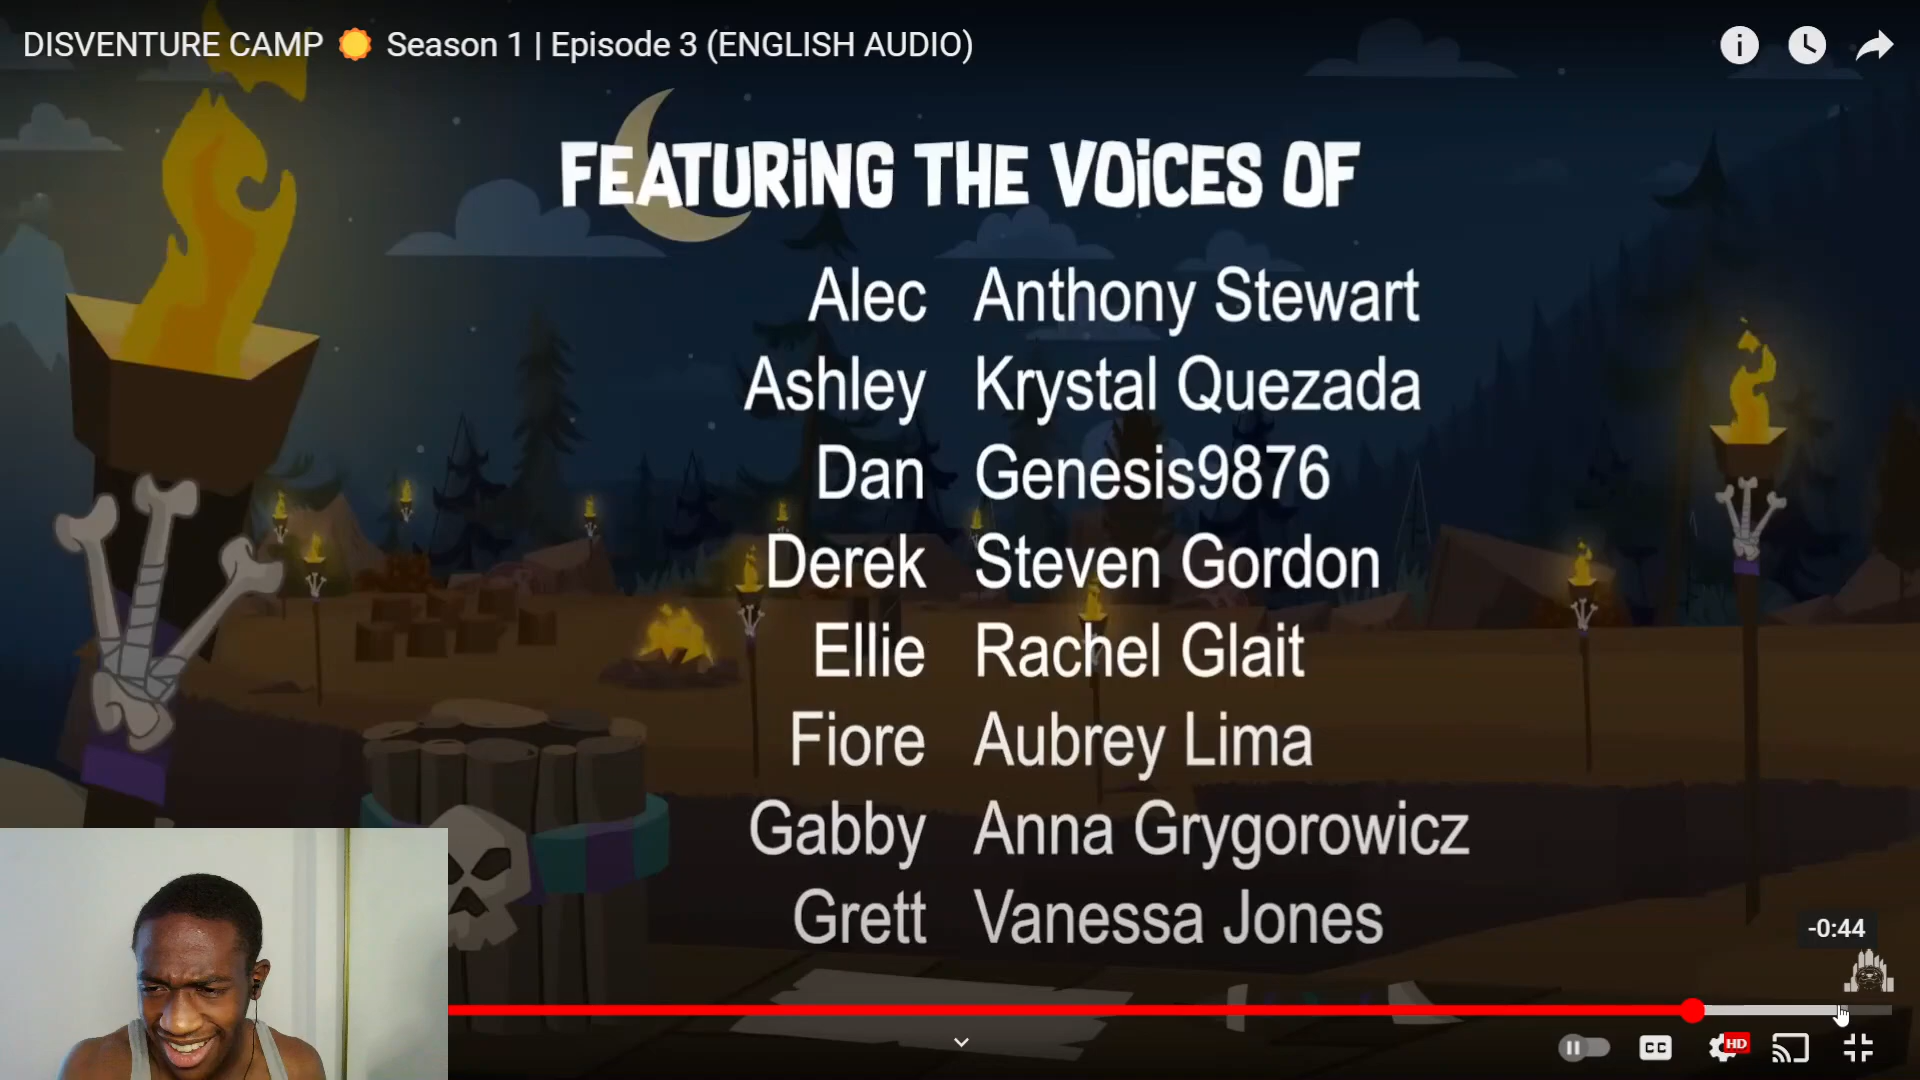 DISVENTURE CAMP 🌞 Season 1 | Episode 3 (ENGLISH AUDIO)
FEATURING THE VOICES OF
Alec Anthony Stewart
Ashley Krystal Quezada
Dan Genesis9876
Derek Steven Gordon
Ellie Rachel Glait
Fiore Aubrey Lima
Gabby Anna Grygorowicz
Grett Vanessa Jones
-0:44
CC HD